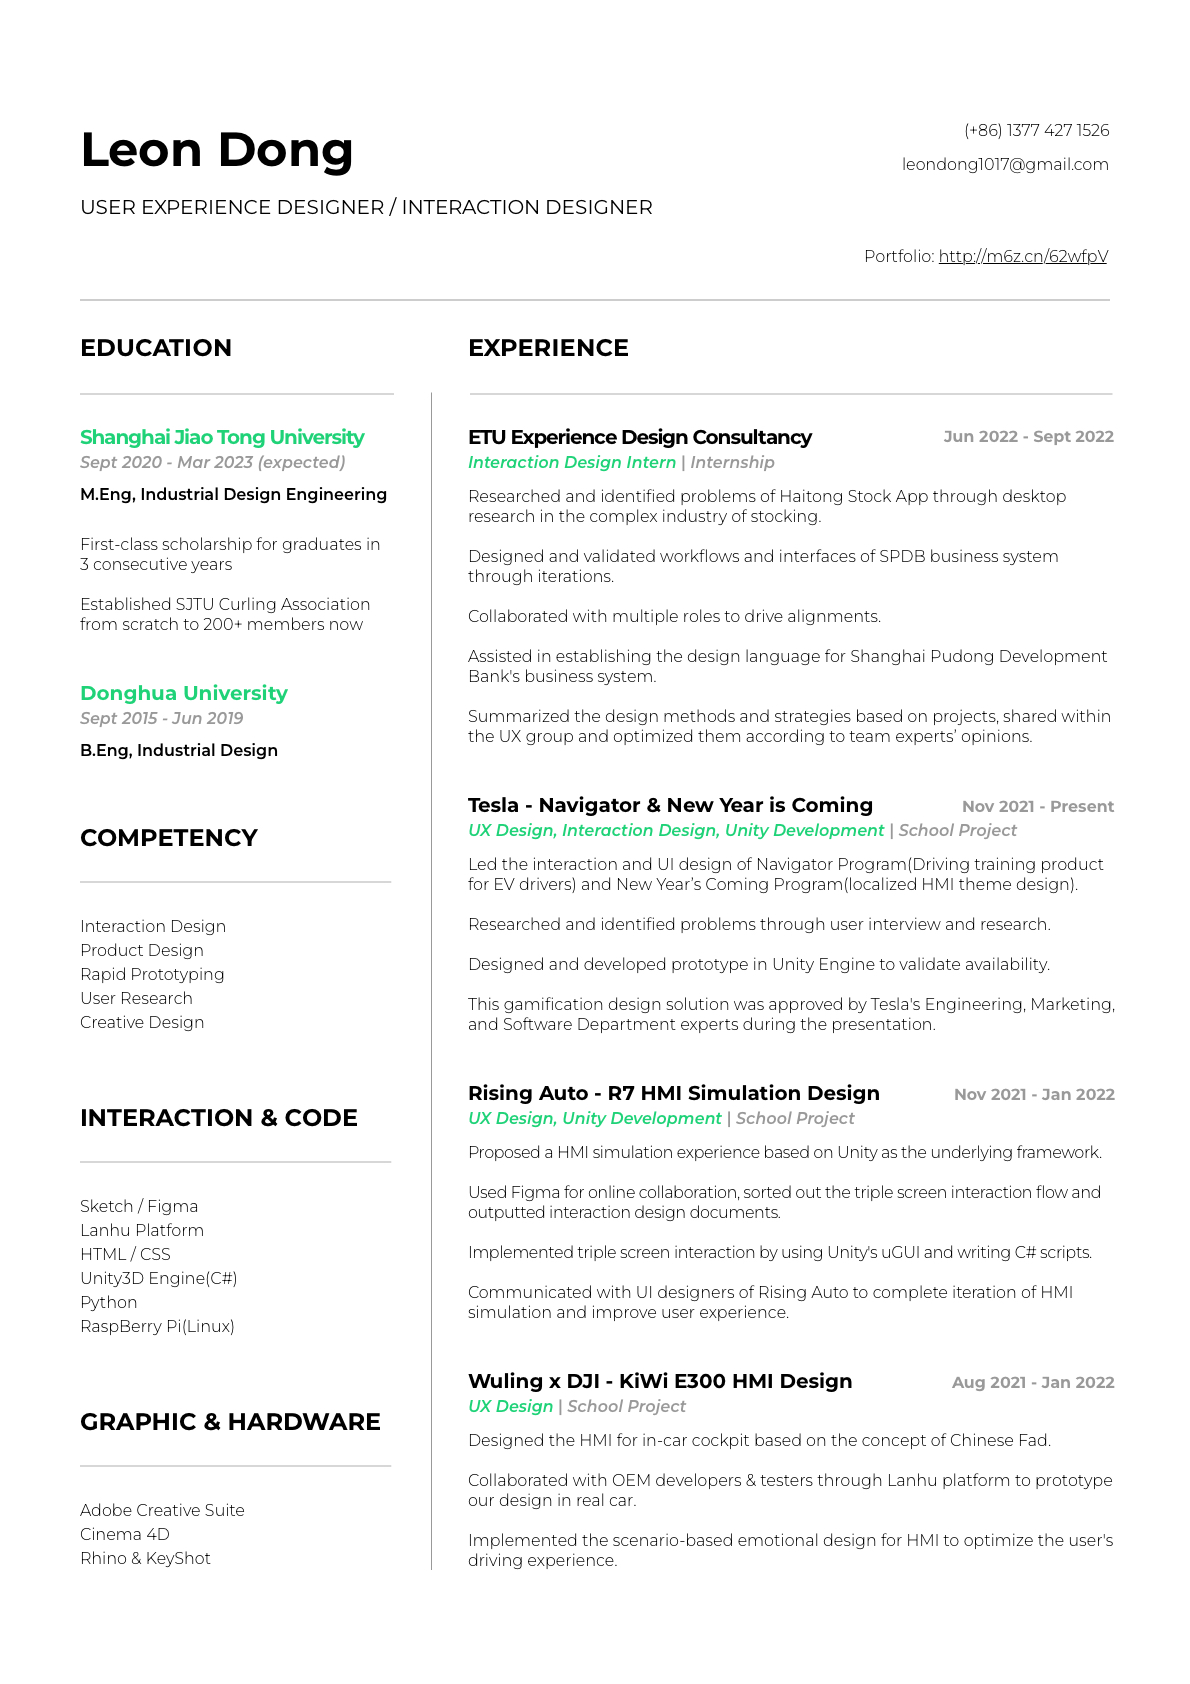 Leon Dong
USER EXPERIENCE DESIGNER / INTERACTION DESIGNER
(+86) 1377 427 1526
leondong1017@gmail.com
Portfolio: http://m6z.cn/62wfpV
EDUCATION
Shanghai Jiao Tong University
Sept 2020 - Mar 2023 (expected)
M.Eng, Industrial Design Engineering
First-class scholarship for graduates in
3 consecutive years
Established SJTU Curling Association
from scratch to 200+ members now
Donghua University
Sept 2015 - Jun 2019
B.Eng, Industrial Design
COMPETENCY
Interaction Design
Product Design
Rapid Prototyping
User Research
Creative Design
INTERACTION & CODE
Sketch / Figma
Lanhu Platform
HTML / CSS
Unity3D Engine(C#)
Python
RaspBerry Pi(Linux)
GRAPHIC & HARDWARE
Adobe Creative Suite
Cinema 4D
Rhino & KeyShot
EXPERIENCE
ETU Experience Design Consultancy Jun 2022 - Sept 2022
Interaction Design Intern | Internship
Researched and identified problems of Haitong Stock App through desktop
research in the complex industry of stocking.
Designed and validated workflows and interfaces of SPDB business system
through iterations.
Collaborated with multiple roles to drive alignments.
Assisted in establishing the design language for Shanghai Pudong Development
Bank's business system.
Summarized the design methods and strategies based on projects, shared within
the UX group and optimized them according to team experts’ opinions.
Tesla - Navigator & New Year is Coming Nov 2021 - Present
UX Design, Interaction Design, Unity Development | School Project
Led the interaction and UI design of Navigator Program(Driving training product
for EV drivers) and New Year’s Coming Program(localized HMI theme design).
Researched and identified problems through user interview and research.
Designed and developed prototype in Unity Engine to validate availability.
This gamification design solution was approved by Tesla's Engineering, Marketing,
and Software Department experts during the presentation.
Rising Auto - R7 HMI Simulation Design Nov 2021 - Jan 2022
UX Design, Unity Development | School Project
Proposed a HMI simulation experience based on Unity as the underlying framework.
Used Figma for online collaboration, sorted out the triple screen interaction flow and
outputted interaction design documents.
Implemented triple screen interaction by using Unity's uGUI and writing C# scripts.
Communicated with UI designers of Rising Auto to complete iteration of HMI
simulation and improve user experience.
Wuling x DJI - KiWi E300 HMI Design Aug 2021 - Jan 2022
UX Design | School Project
Designed the HMI for in-car cockpit based on the concept of Chinese Fad.
Collaborated with OEM developers & testers through Lanhu platform to prototype
our design in real car.
Implemented the scenario-based emotional design for HMI to optimize the user's
driving experience.